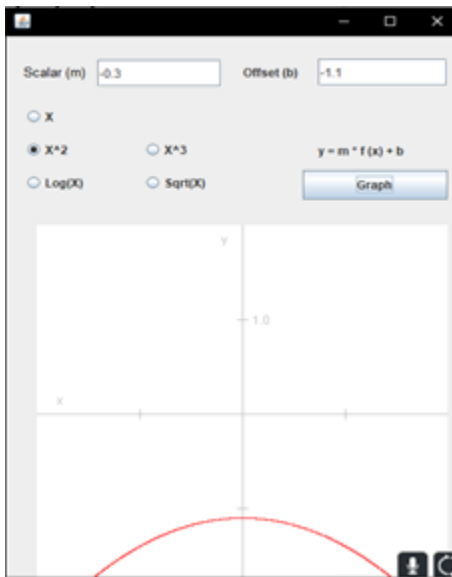 Scalar (m) -0.3 Offset (b) -1.1
X
X^2 X^3 y = m * f (x) + b
Log(X) Sqrt(X) Graph
y
1.0
x